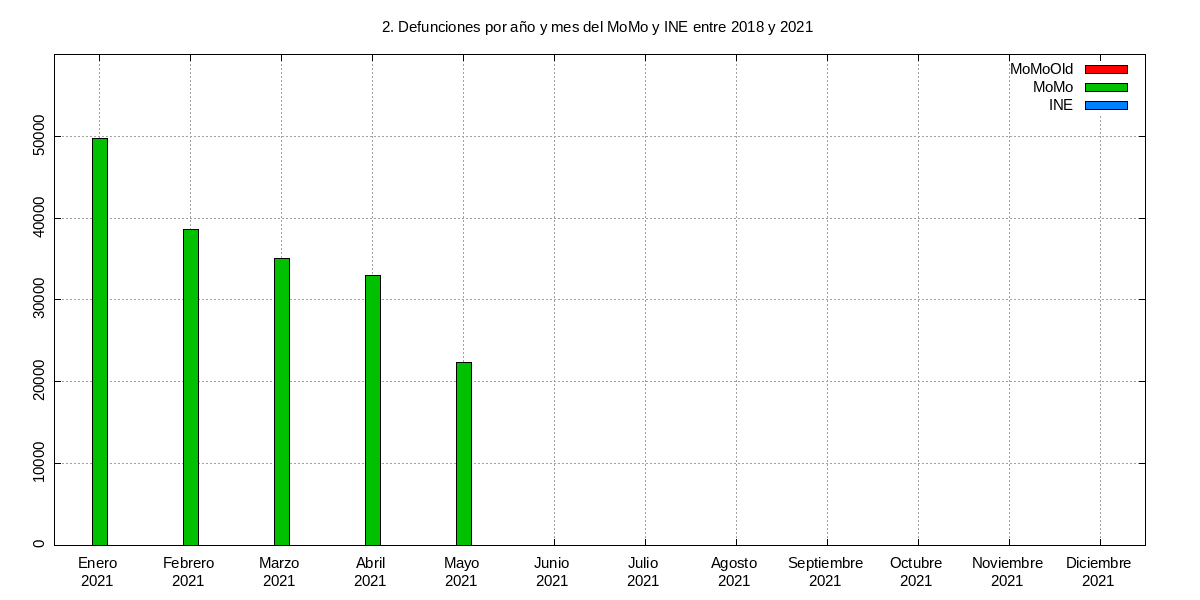 2. Defunciones por año y mes del MoMo y INE entre 2018 y 2021
MoMoOld
MoMo
INE
50000
40000
30000
20000
10000
0
Enero Febrero Marzo Abril Mayo Junio Julio Agosto Septiembre Octubre Noviembre Diciembre
2021 2021 2021 2021 2021 2021 2021 2021 2021 2021 2021 2021